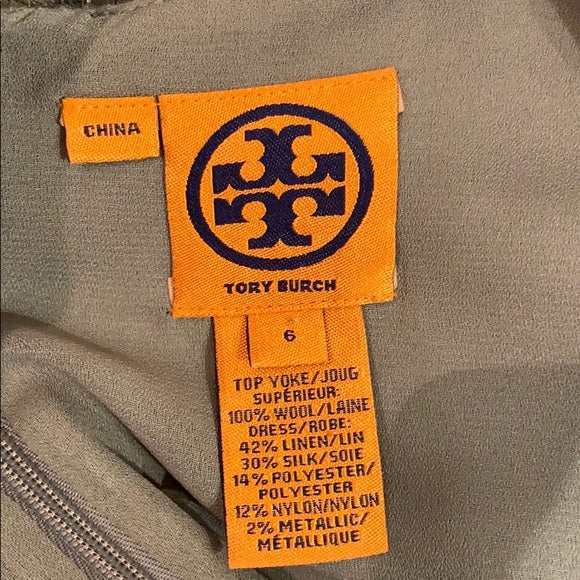 CHINA
TORY BURCH
6
TOP YOKE/JOUG
SUPÉRIEUR:
100% WOOL/LAINE
DRESS/ROBE:
42% LINEN/LIN
30% SILK/SOIE
14% POLYESTER/
POLYESTER
12% NYLON/NYLON
2% METALLIC/
MÉTALLIQUE